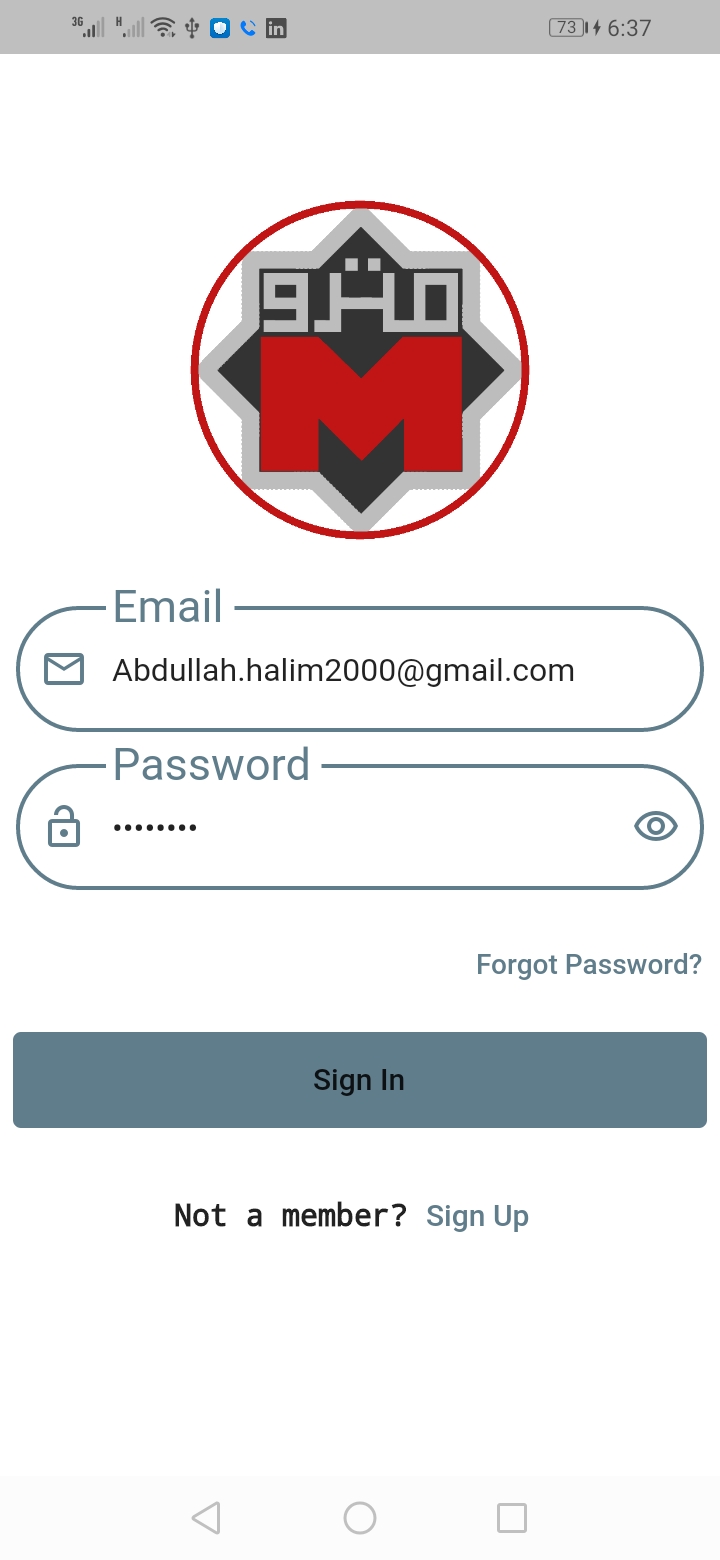 3G H 73 6:37
مترو
M
Email
Abdullah.halim2000@gmail.com
Password
••••••••
Forgot Password?
Sign In
Not a member? Sign Up